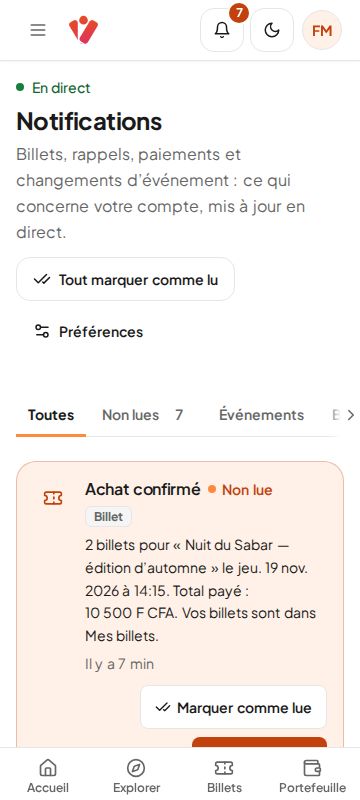 7
FM
En direct
Notifications
Billets, rappels, paiements et
changements d’événement : ce qui
concerne votre compte, mis à jour en
direct.
Tout marquer comme lu
Préférences
Toutes Non lues 7 Événements
Achat confirmé Non lue
Billet
2 billets pour « Nuit du Sabar —
édition d’automne » le jeu. 19 nov.
2026 à 14:15. Total payé :
10 500 F CFA. Vos billets sont dans
Mes billets.
Il y a 7 min
Marquer comme lue
Accueil Explorer Billets Portefeuille